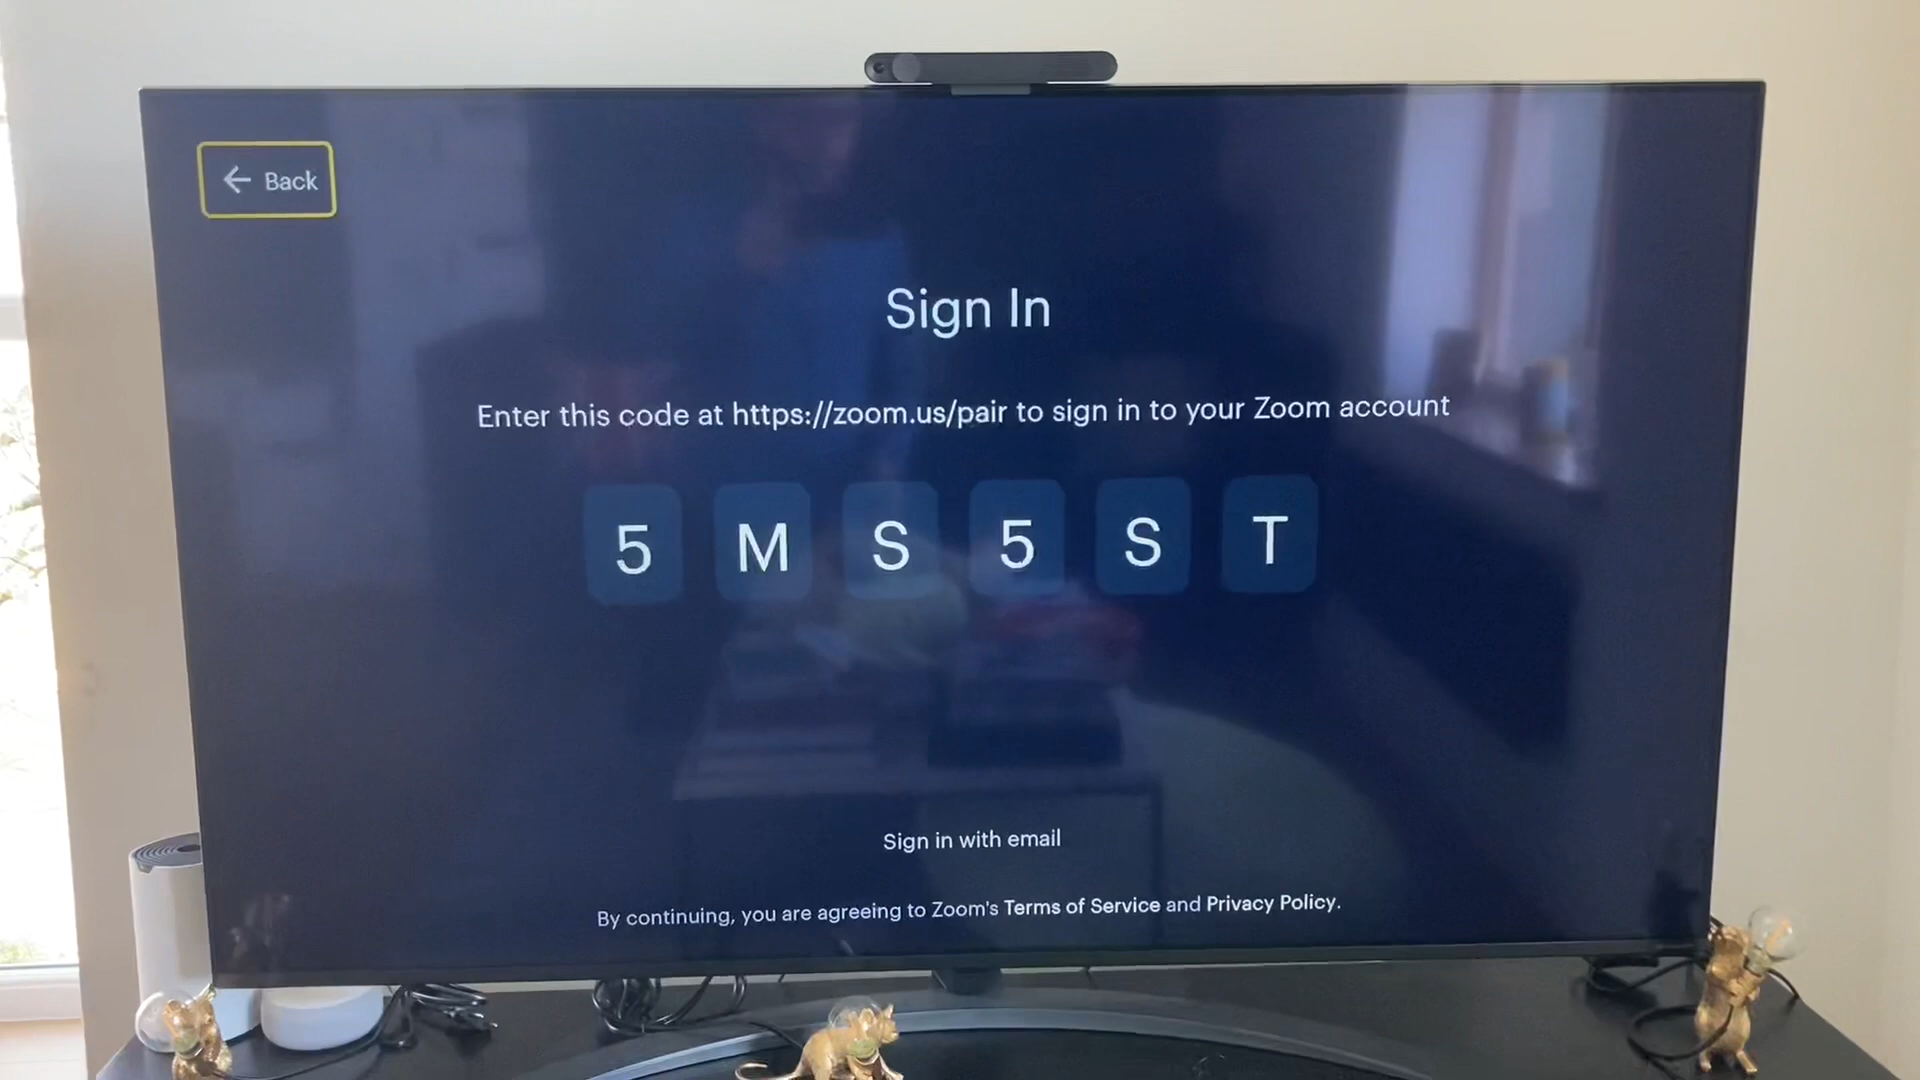 ← Back
Sign In
Enter this code at https://zoom.us/pair to sign in to your Zoom account
5 M S 5 S T
Sign in with email
By continuing, you are agreeing to Zoom's Terms of Service and Privacy Policy.